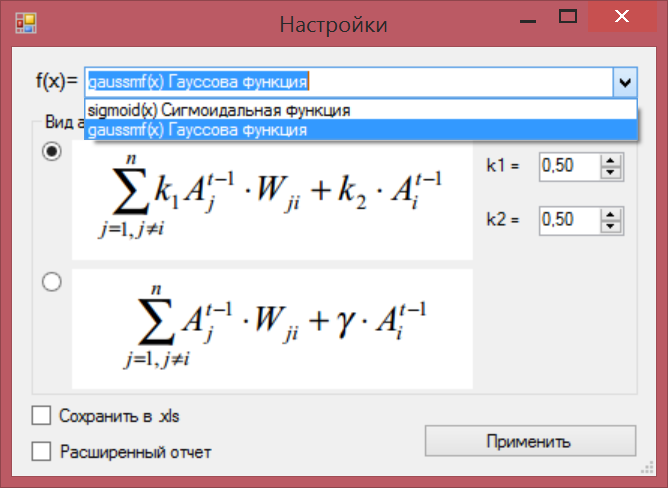 Настройки
f(x)= gaussmf(x) Гауссова функция
sigmoid(x) Сигмоидальная функция
gaussmf(x) Гауссова функция
Вид а
\sum_{j=1, j \neq i}^{n} k_1 A_j^{t-1} \cdot W_{ji} + k_2 \cdot A_i^{t-1}
k1 = 0,50
k2 = 0,50
\sum_{j=1, j \neq i}^{n} A_j^{t-1} \cdot W_{ji} + \gamma \cdot A_i^{t-1}
Сохранить в .xls
Расширенный отчет
Применить